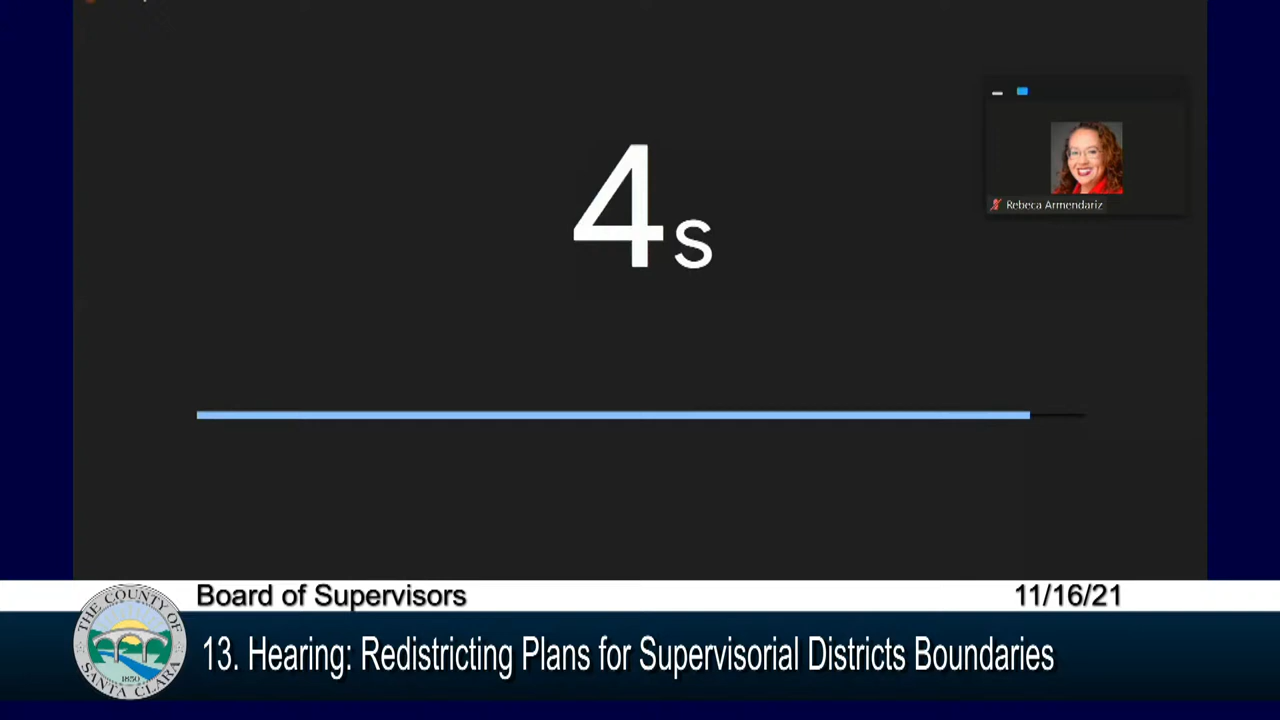 4s
Rebeca Armendariz
Board of Supervisors
11/16/21
THE COUNTY OF
SANTA CLARA
1850
13. Hearing: Redistricting Plans for Supervisorial Districts Boundaries